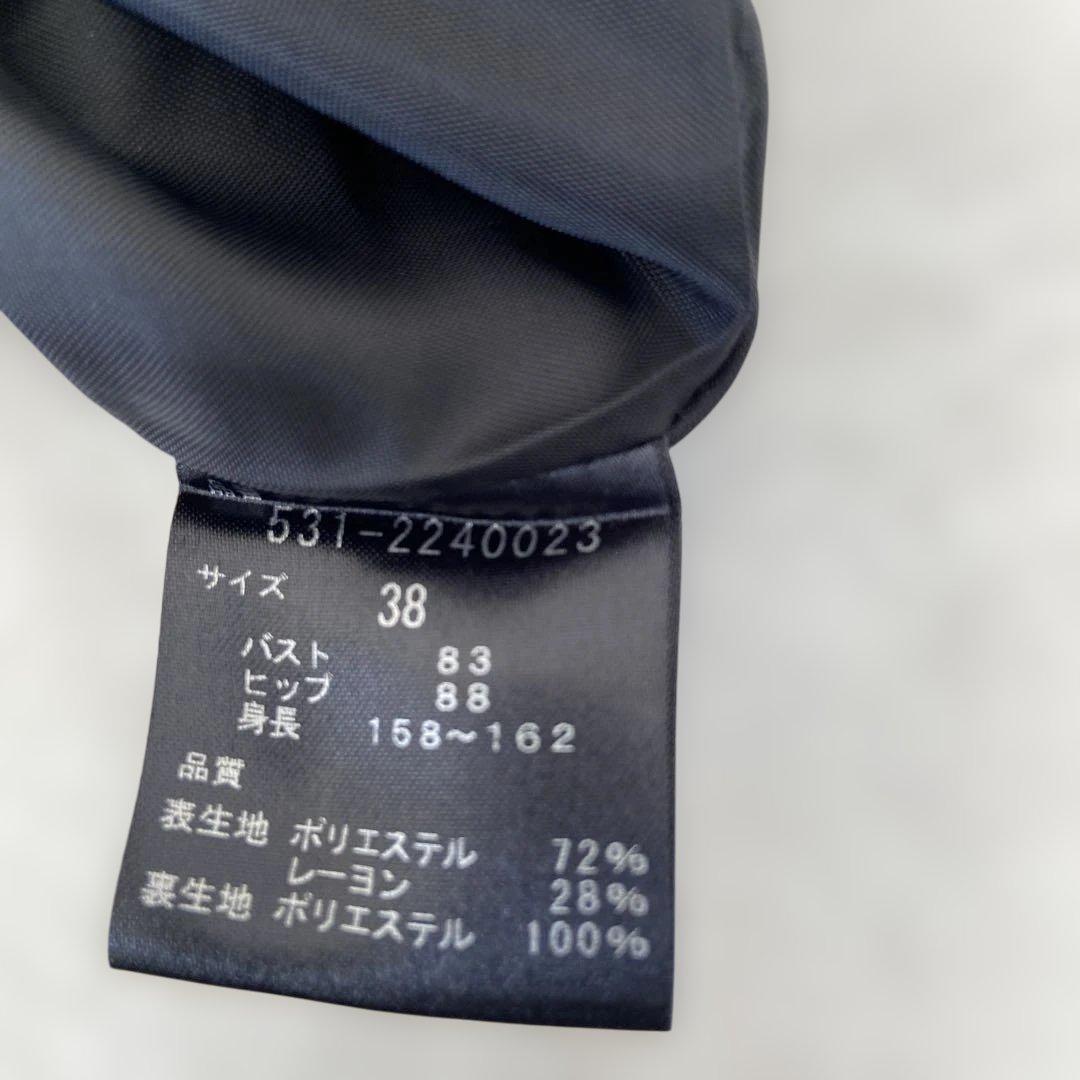 531-2240023
サイズ 38
バスト 83
ヒップ 88
身長 158〜162
品質
表生地 ポリエステル 72%
レーヨン 28%
裏生地 ポリエステル 100%